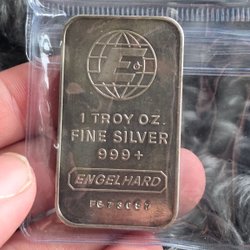 E
1 TROY OZ.
FINE SILVER
999+
ENGELHARD